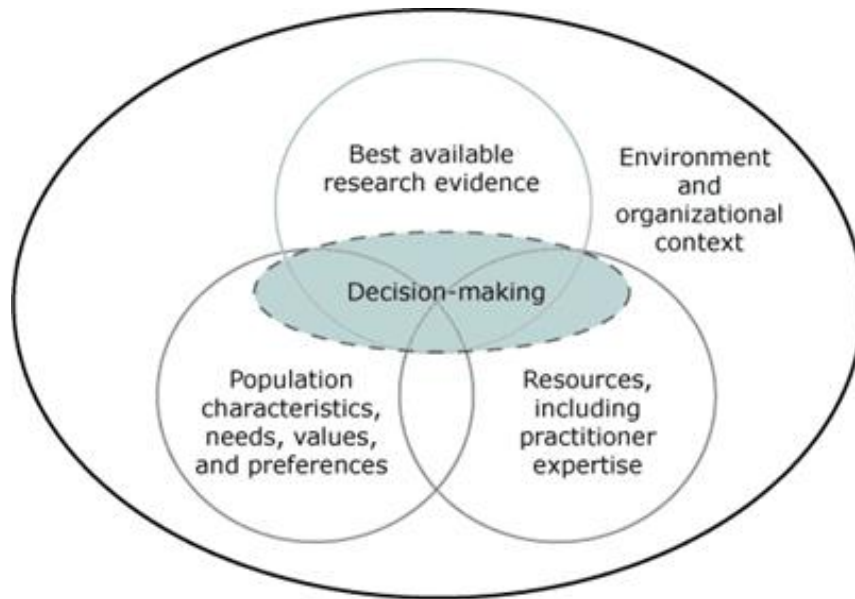 Best available
research evidence
Environment
and
organizational
context
Decision-making
Population
characteristics,
needs, values,
and preferences
Resources,
including
practitioner
expertise